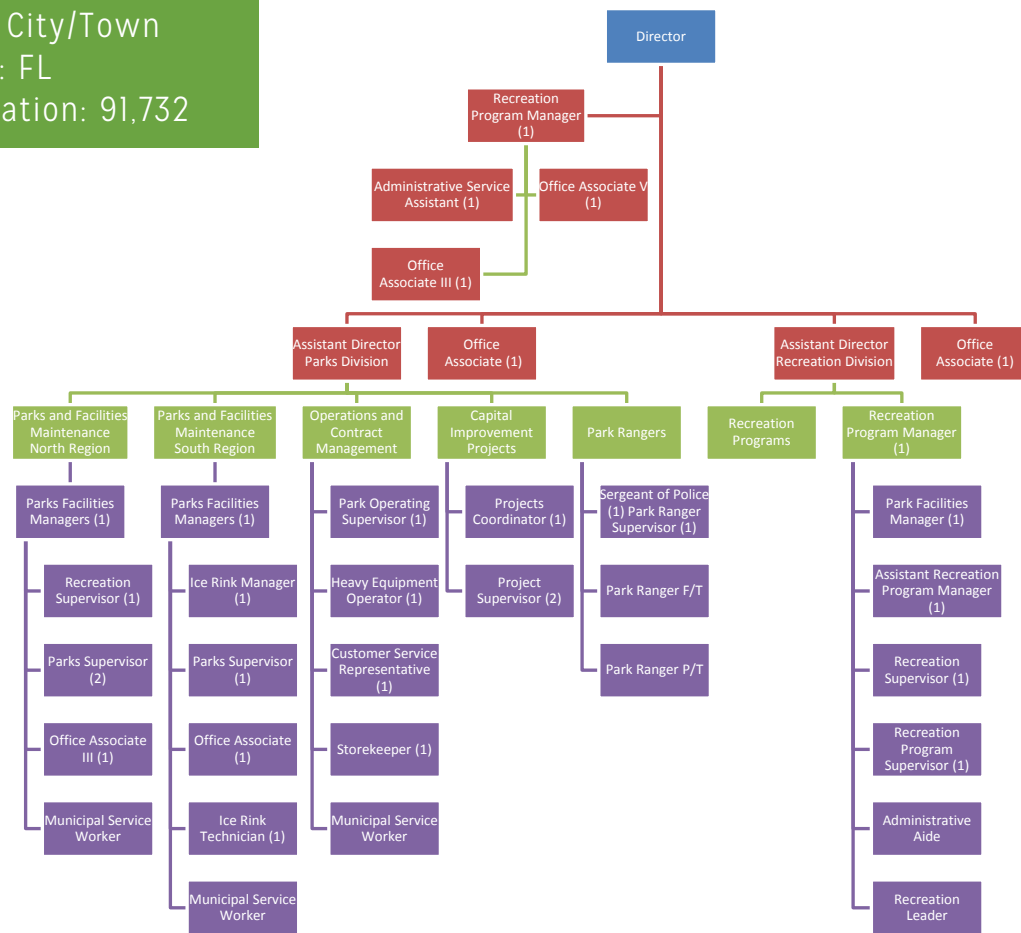 City/Town
: FL
ation: 91,732
Director
Recreation
Program Manager
(1)
Administrative Service
Assistant (1)
Office Associate V
(1)
Office
Associate III (1)
Assistant Director
Parks Division
Office
Associate (1)
Assistant Director
Recreation Division
Office
Associate (1)
Parks and Facilities
Maintenance
North Region
Parks and Facilities
Maintenance
South Region
Operations and
Contract
Management
Capital
Improvement
Projects
Park Rangers
Recreation
Programs
Recreation
Program Manager
(1)
Parks Facilities
Managers (1)
Parks Facilities
Managers (1)
Park Operating
Supervisor (1)
Projects
Coordinator (1)
Sergeant of Police
(1) Park Ranger
Supervisor (1)
Park Facilities
Manager (1)
Recreation
Supervisor (1)
Ice Rink Manager
(1)
Heavy Equipment
Operator (1)
Project
Supervisor (2)
Park Ranger F/T
Assistant Recreation
Program Manager
(1)
Parks Supervisor
(2)
Parks Supervisor
(1)
Customer Service
Representative
(1)
Park Ranger P/T
Recreation
Supervisor (1)
Office Associate
III (1)
Office Associate
(1)
Storekeeper (1)
Recreation
Program
Supervisor (1)
Municipal Service
Worker
Ice Rink
Technician (1)
Municipal Service
Worker
Administrative
Aide
Municipal Service
Worker
Recreation
Leader